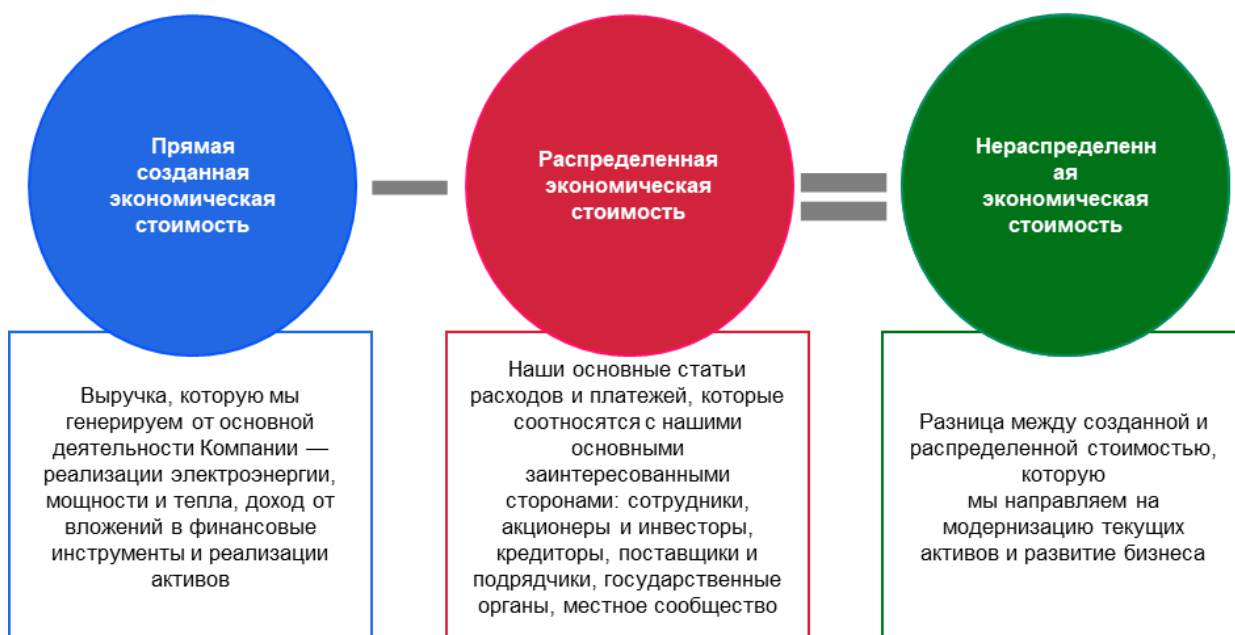 Прямая
созданная
экономическая
стоимость
Распределенная
экономическая
стоимость
Нераспределенн
ая
экономическая
стоимость
Выручка, которую мы
генерируем от основной
деятельности Компании —
реализации электроэнергии,
мощности и тепла, доход от
вложений в финансовые
инструменты и реализации
активов
Наши основные статьи
расходов и платежей, которые
соотносятся с нашими
основными
заинтересованными
сторонами: сотрудники,
акционеры и инвесторы,
кредиторы, поставщики и
подрядчики, государственные
органы, местное сообщество
Разница между созданной и
распределенной стоимостью,
которую
мы направляем на
модернизацию текущих
активов и развитие бизнеса